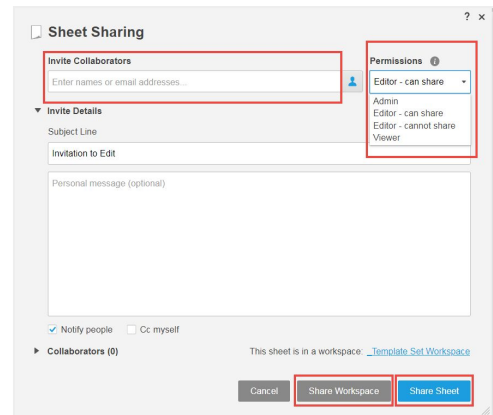 ? ×
Sheet Sharing
Invite Collaborators
Permissions i
Enter names or email addresses...
Editor - can share
Admin
Editor - can share
Editor - cannot share
Viewer
Invite Details
Subject Line
Invitation to Edit
Personal message (optional)
Notify people Cc myself
Collaborators (0) This sheet is in a workspace: _Template Set Workspace
Cancel Share Workspace Share Sheet